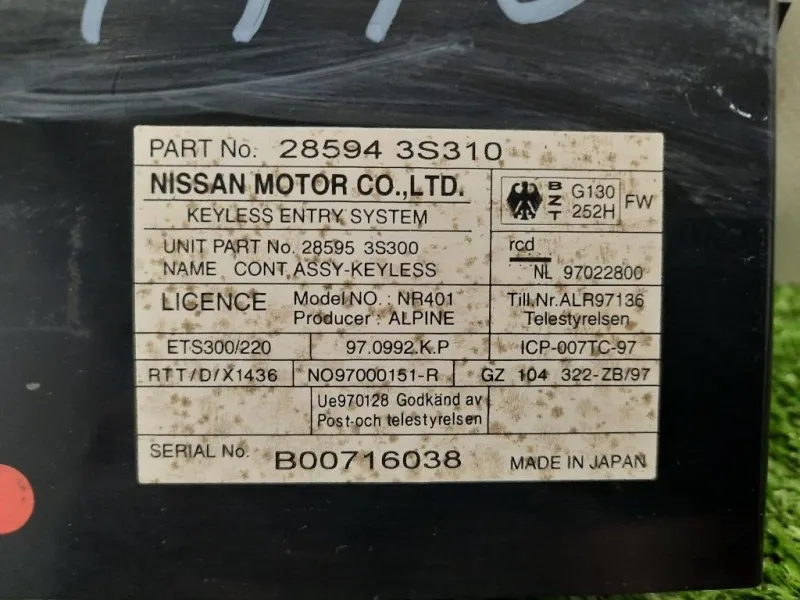 PART No. 28594 3S310
NISSAN MOTOR CO.,LTD.
KEYLESS ENTRY SYSTEM
BZT G130 252H FW
UNIT PART No. 28595 3S300
NAME CONT ASSY-KEYLESS
rcd
NL 97022800
LICENCE
Model NO.: NR401
Producer: ALPINE
Till.Nr.ALR97136
Telestyrelsen
ETS300/220 97.0992.K.P ICP-007TC-97
RTT/D/X1436 NO97000151-R GZ 104 322-ZB/97
Ue970128 Godkänd av
Post-och telestyrelsen
SERIAL No. B00716038 MADE IN JAPAN